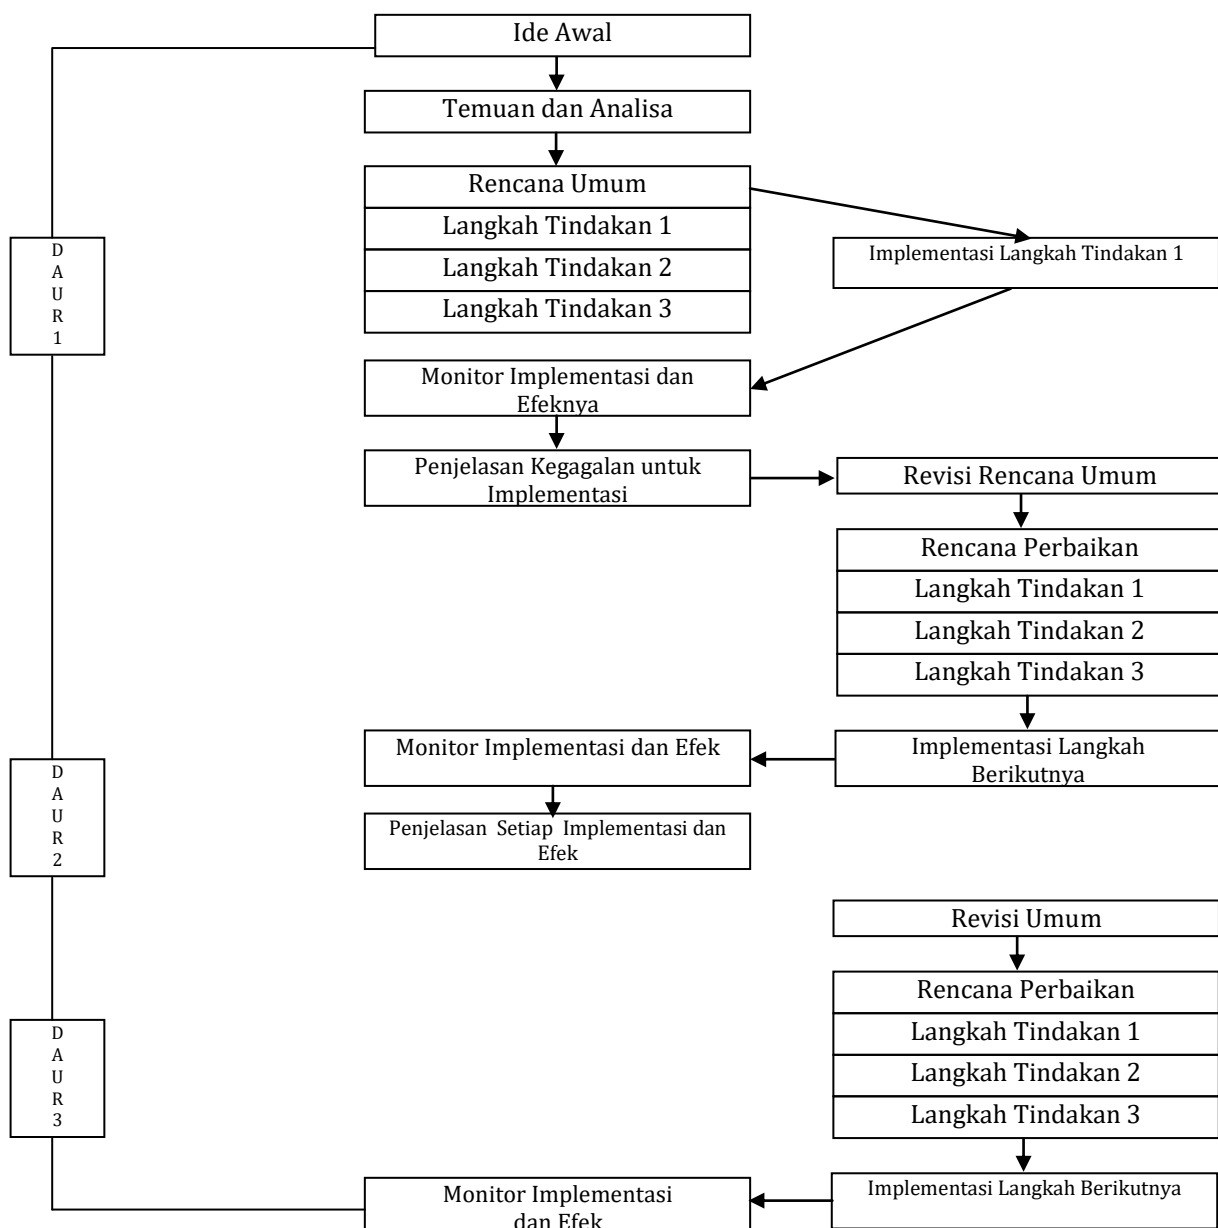 Ide Awal
Temuan dan Analisa
Rencana Umum
Langkah Tindakan 1
Langkah Tindakan 2
Langkah Tindakan 3
Implementasi Langkah Tindakan 1
D
A
U
R
1
Monitor Implementasi dan
Efeknya
Penjelasan Kegagalan untuk
Implementasi
Revisi Rencana Umum
Rencana Perbaikan
Langkah Tindakan 1
Langkah Tindakan 2
Langkah Tindakan 3
Implementasi Langkah
Berikutnya
Monitor Implementasi dan Efek
D
A
U
R
2
Penjelasan Setiap Implementasi dan
Efek
Revisi Umum
Rencana Perbaikan
Langkah Tindakan 1
Langkah Tindakan 2
Langkah Tindakan 3
D
A
U
R
3
Implementasi Langkah Berikutnya
Monitor Implementasi
dan Efek